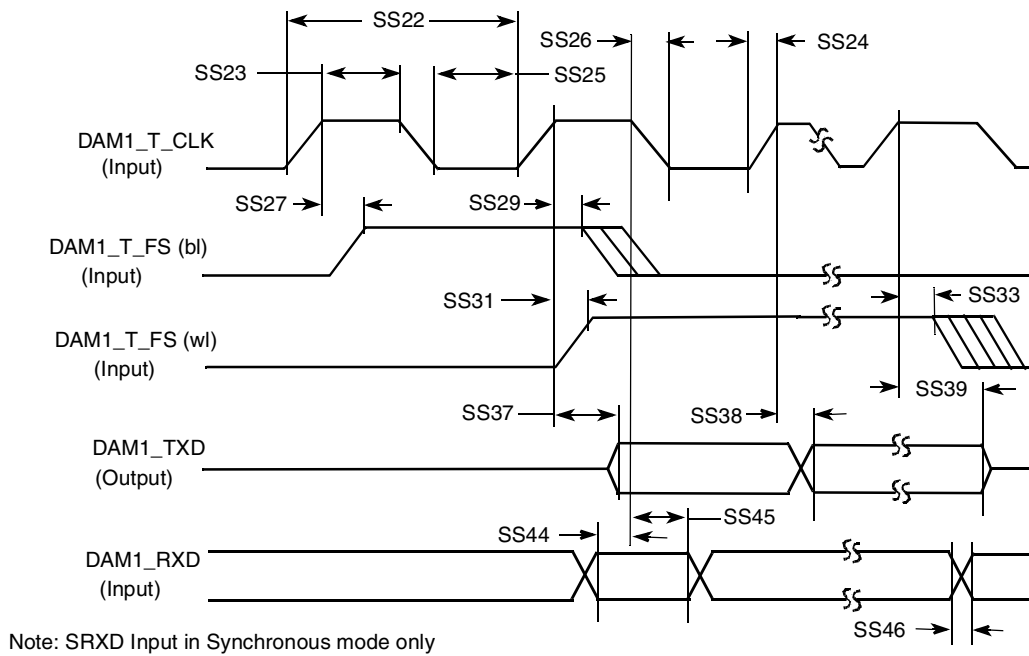 SS22
SS26
SS24
SS23
SS25
DAM1_T_CLK
(Input)
SS27
SS29
DAM1_T_FS (bl)
(Input)
SS31
SS33
DAM1_T_FS (wl)
(Input)
SS39
SS37
SS38
DAM1_TXD
(Output)
SS45
SS44
DAM1_RXD
(Input)
SS46
Note: SRXD Input in Synchronous mode only